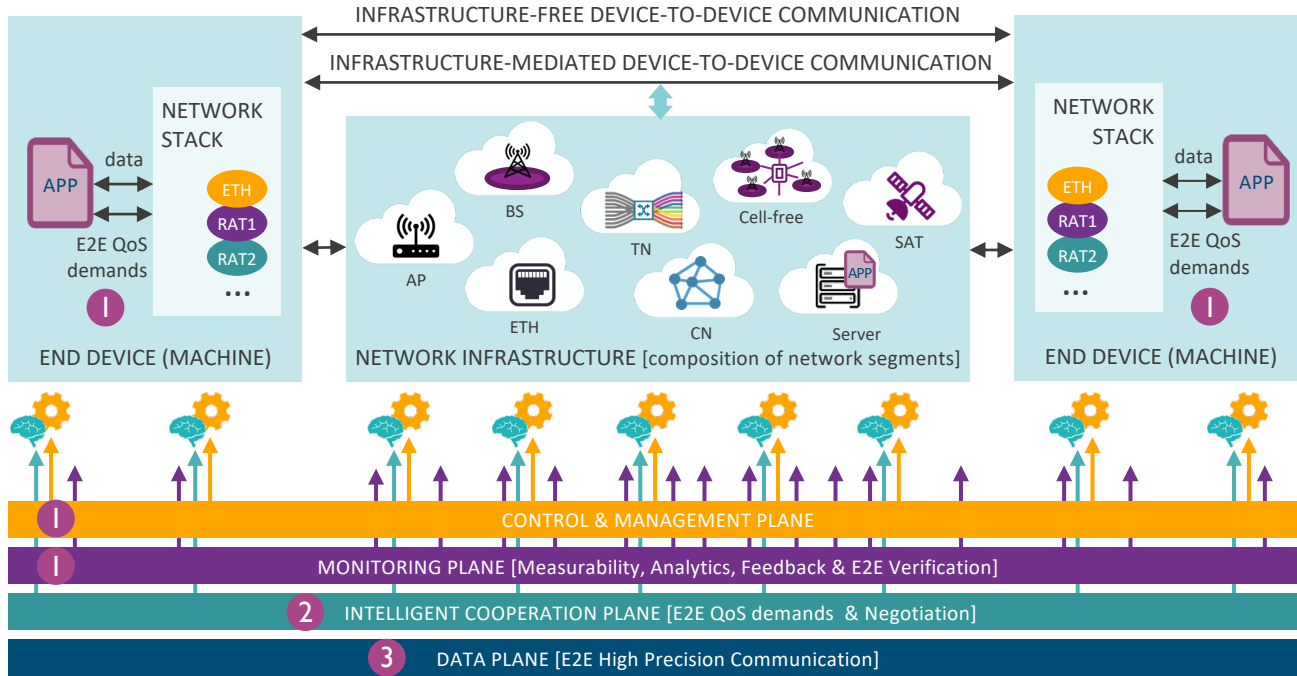 INFRASTRUCTURE-FREE DEVICE-TO-DEVICE COMMUNICATION
INFRASTRUCTURE-MEDIATED DEVICE-TO-DEVICE COMMUNICATION
NETWORK
STACK
APP
data
E2E QoS
demands
ETH
RAT1
RAT2
...
1
END DEVICE (MACHINE)
AP
BS
ETH
TN
CN
Cell-free
APP
Server
SAT
NETWORK INFRASTRUCTURE [composition of network segments]
NETWORK
STACK
ETH
RAT1
RAT2
...
data
APP
E2E QoS
demands
1
END DEVICE (MACHINE)
1
CONTROL & MANAGEMENT PLANE
1
MONITORING PLANE [Measurability, Analytics, Feedback & E2E Verification]
2
INTELLIGENT COOPERATION PLANE [E2E QoS demands & Negotiation]
3
DATA PLANE [E2E High Precision Communication]